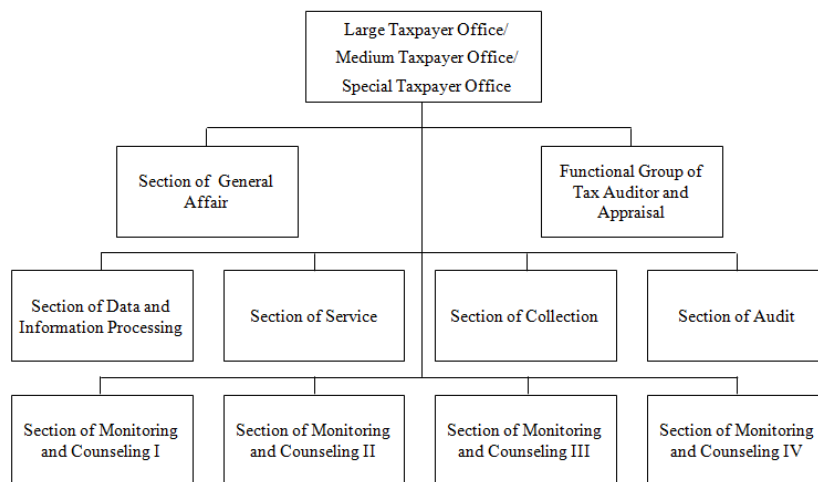 Large Taxpayer Office/
Medium Taxpayer Office/
Special Taxpayer Office
Section of General
Affair
Functional Group of
Tax Auditor and
Appraisal
Section of Data and
Information Processing
Section of Service
Section of Collection
Section of Audit
Section of Monitoring
and Counseling I
Section of Monitoring
and Counseling II
Section of Monitoring
and Counseling III
Section of Monitoring
and Counseling IV